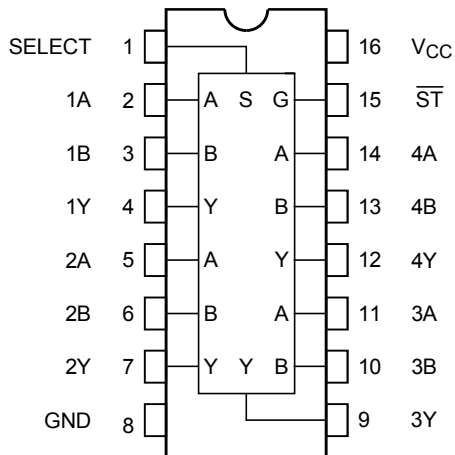 SELECT 1 16 VCC
1A 2 A S G 15 ST
1B 3 B A 14 4A
1Y 4 Y B 13 4B
2A 5 A Y 12 4Y
2B 6 B A 11 3A
2Y 7 Y Y B 10 3B
GND 8 9 3Y